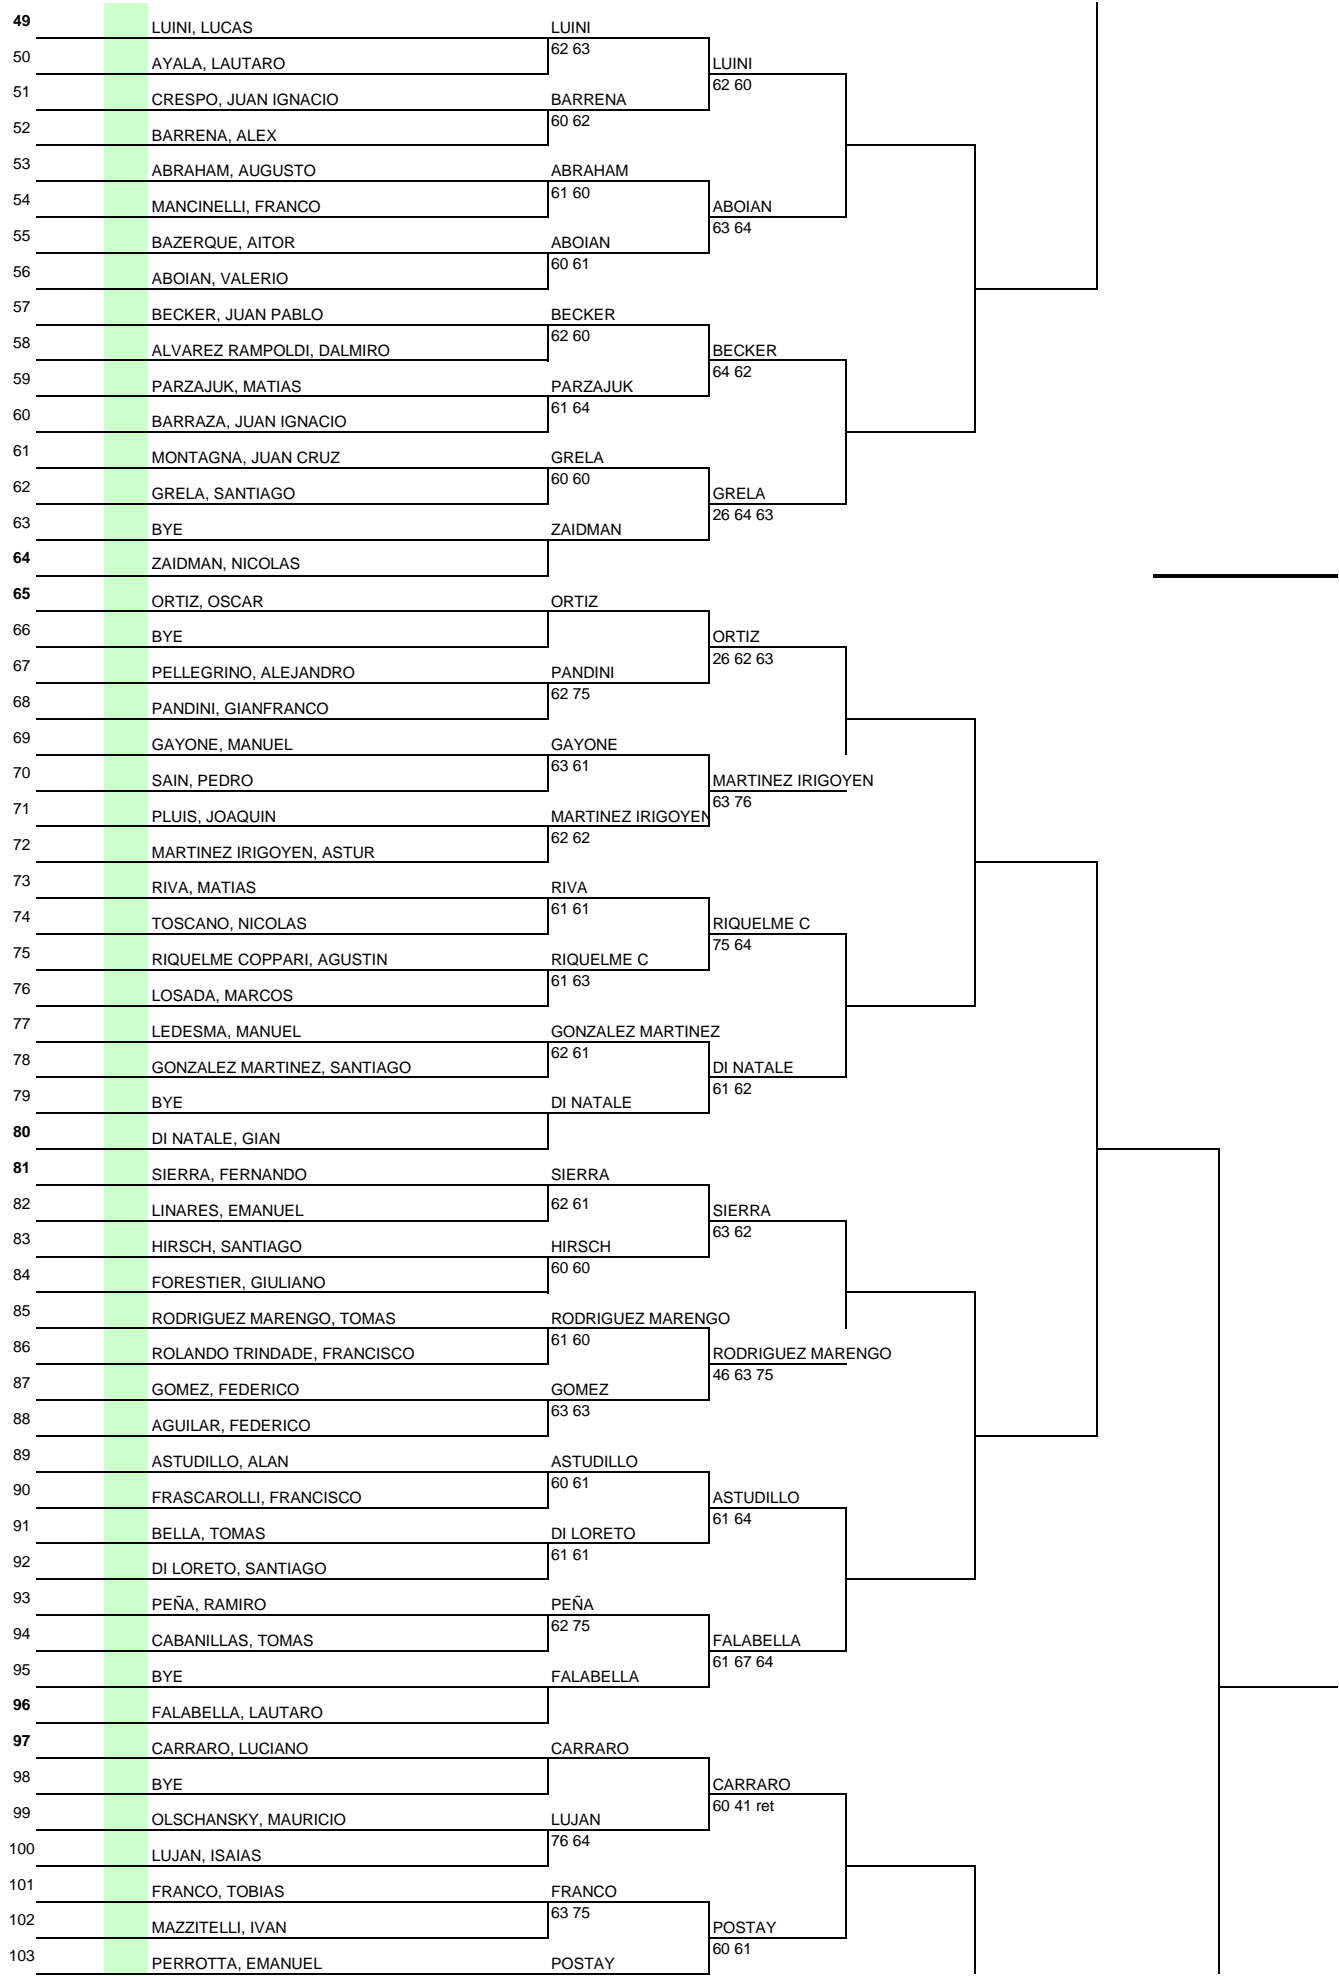 49 LUINI, LUCAS LUINI
62 63
50 AYALA, LAUTARO LUINI
62 60
51 CRESPO, JUAN IGNACIO BARRENA
60 62
52 BARRENA, ALEX
53 ABRAHAM, AUGUSTO ABRAHAM
61 60
54 MANCINELLI, FRANCO ABOIAN
63 64
55 BAZERQUE, AITOR ABOIAN
60 61
56 ABOIAN, VALERIO
57 BECKER, JUAN PABLO BECKER
62 60
58 ALVAREZ RAMPOLDI, DALMIRO BECKER
64 62
59 PARZAJUK, MATIAS PARZAJUK
61 64
60 BARRAZA, JUAN IGNACIO
61 MONTAGNA, JUAN CRUZ GRELA
60 60
62 GRELA, SANTIAGO GRELA
26 64 63
63 BYE ZAIDMAN
64 ZAIDMAN, NICOLAS
65 ORTIZ, OSCAR ORTIZ
66 BYE ORTIZ
26 62 63
67 PELLEGRINO, ALEJANDRO PANDINI
62 75
68 PANDINI, GIANFRANCO
69 GAYONE, MANUEL GAYONE
63 61
70 SAIN, PEDRO MARTINEZ IRIGOYEN
63 76
71 PLUIS, JOAQUIN MARTINEZ IRIGOYEN
62 62
72 MARTINEZ IRIGOYEN, ASTUR
73 RIVA, MATIAS RIVA
61 61
74 TOSCANO, NICOLAS RIQUELME C
75 64
75 RIQUELME COPPARI, AGUSTIN RIQUELME C
61 63
76 LOSADA, MARCOS
77 LEDESMA, MANUEL GONZALEZ MARTINEZ
62 61
78 GONZALEZ MARTINEZ, SANTIAGO DI NATALE
61 62
79 BYE DI NATALE
80 DI NATALE, GIAN
81 SIERRA, FERNANDO SIERRA
62 61
82 LINARES, EMANUEL SIERRA
63 62
83 HIRSCH, SANTIAGO HIRSCH
60 60
84 FORESTIER, GIULIANO
85 RODRIGUEZ MARENGO, TOMAS RODRIGUEZ MARENGO
61 60
86 ROLANDO TRINDADE, FRANCISCO RODRIGUEZ MARENGO
46 63 75
87 GOMEZ, FEDERICO GOMEZ
63 63
88 AGUILAR, FEDERICO
89 ASTUDILLO, ALAN ASTUDILLO
60 61
90 FRASCAROLLI, FRANCISCO ASTUDILLO
61 64
91 BELLA, TOMAS DI LORETO
61 61
92 DI LORETO, SANTIAGO
93 PEÑA, RAMIRO PEÑA
62 75
94 CABANILLAS, TOMAS FALABELLA
61 67 64
95 BYE FALABELLA
96 FALABELLA, LAUTARO
97 CARRARO, LUCIANO CARRARO
98 BYE CARRARO
60 41 ret
99 OLSCHANSKY, MAURICIO LUJAN
76 64
100 LUJAN, ISAIAS
101 FRANCO, TOBIAS FRANCO
63 75
102 MAZZITELLI, IVAN POSTAY
60 61
103 PERROTTA, EMANUEL POSTAY